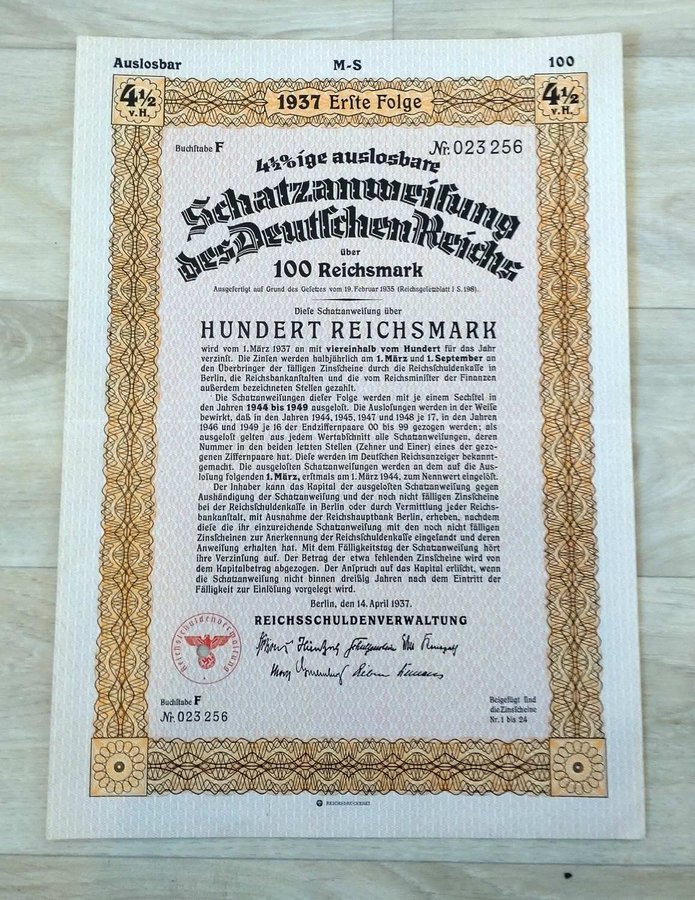 Auslosbar M-S 100
4½ v.H. 1937 Erſte Folge 4½ v.H.
Buchſtabe F Nr. 023 256
4½%ige auslosbare
Schatzanweiſung
des Deutſchen Reichs
über
100 Reichsmark
Ausgefertigt auf Grund des Geſetzes vom 19. Februar 1935 (Reichsgeſetzblatt I S. 198).
Dieſe Schatzanweiſung über
HUNDERT REICHSMARK
wird vom 1. März 1937 an mit viereinhalb vom Hundert für das Jahr
verzinſt. Die Zinſen werden halbjährlich am 1. März und 1. September an
den Überbringer der fälligen Zinsſcheine durch die Reichsſchuldenkaſſe in
Berlin, die Reichsbankanſtalten und die vom Reichsminiſter der Finanzen
außerdem bezeichneten Stellen gezahlt.
Die Schatzanweiſungen dieſer Folge werden mit je einem Sechſtel in
den Jahren 1944 bis 1949 ausgeloſt. Die Ausloſungen werden in der Weiſe
bewirkt, daß in den Jahren 1944, 1945, 1947 und 1948 je 17, in den Jahren
1946 und 1949 je 16 der Endziffernpaare 00 bis 99 gezogen werden; als
ausgeloſt gelten aus jedem Wertabſchnitt alle Schatzanweiſungen, deren
Nummer in den beiden letzten Stellen (Zehner und Einer) eines der gezo-
genen Ziffernpaare hat. Dieſe werden im Deutſchen Reichsanzeiger bekannt-
gemacht. Die ausgeloſten Schatzanweiſungen werden an dem auf die Aus-
loſung folgenden 1. März, erſtmals am 1. März 1944, zum Nennwert eingelöſt.
Der Inhaber kann das Kapital der ausgeloſten Schatzanweiſung gegen
Aushändigung der Schatzanweiſung und der noch nicht fälligen Zinsſcheine
bei der Reichsſchuldenkaſſe in Berlin oder durch Vermittlung jeder Reichs-
bankanſtalt, mit Ausnahme der Reichshauptbank Berlin, erheben, nachdem
dieſe die ihr einzureichende Schatzanweiſung mit den noch nicht fälligen
Zinsſcheinen zur Anerkennung der Reichsſchuldenkaſſe eingeſandt und deren
Anweiſung erhalten hat. Mit dem Fälligkeitstag der Schatzanweiſung hört
ihre Verzinſung auf. Der Betrag der etwa fehlenden Zinsſcheine wird von
dem Kapitalbetrag abgezogen. Der Anſpruch auf das Kapital erliſcht, wenn
die Schatzanweiſung nicht binnen dreißig Jahren nach dem Eintritt der
Fälligkeit zur Einlöſung vorgelegt wird.
Berlin, den 14. April 1937.
REICHSSCHULDENVERWALTUNG
Reichsſchuldenverwaltung
Buchſtabe F
Nr. 023 256
Beigefügt ſind
die Zinsſcheine
Nr. 1 bis 24
REICHSDRUCKEREI